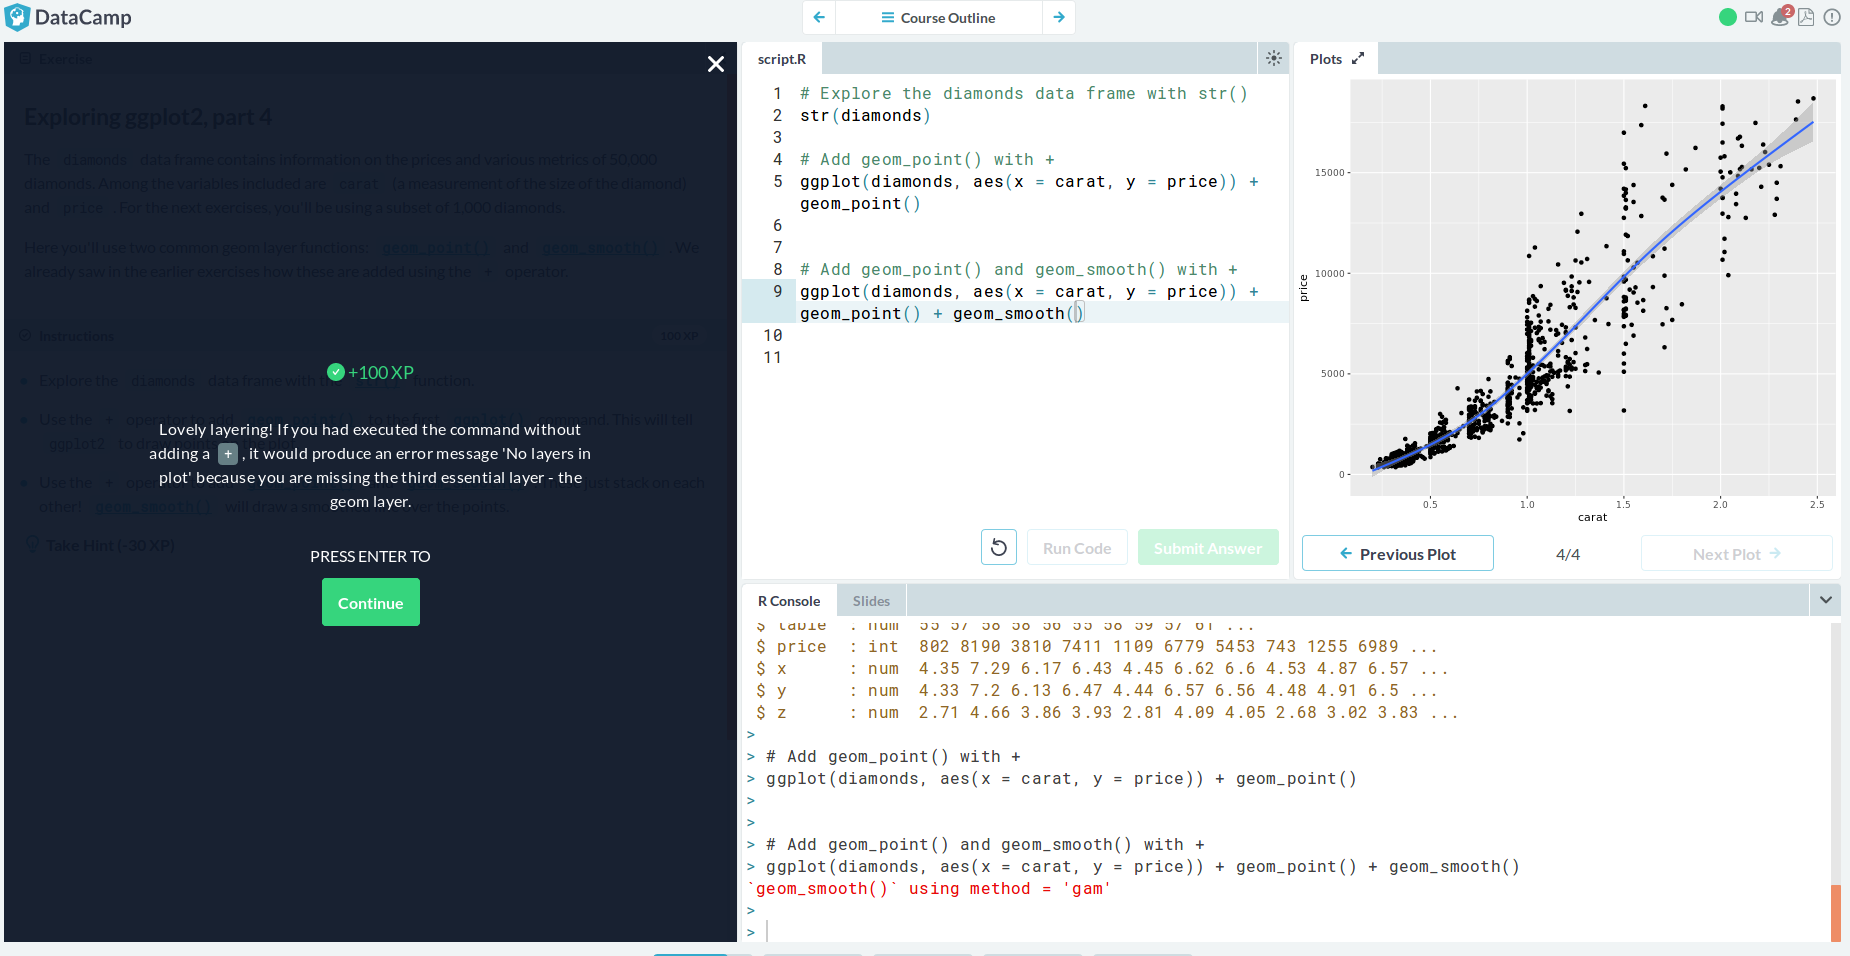 DataCamp
Course Outline
2
Exercise
Exploring ggplot2, part 4
The diamonds data frame contains information on the prices and various metrics of 50,000
diamonds. Among the variables included are carat (a measurement of the size of the diamond)
and price . For the next exercises, you'll be using a subset of 1,000 diamonds.
Here you'll use two common geom layer functions: geom_point() and geom_smooth() . We
already saw in the earlier exercises how these are added using the + operator.
Instructions
100 XP
Explore the diamonds data frame with the str() function.
Use the + operator to add geom_point() to the first ggplot() command. This will tell
ggplot2 to draw points on the plot.
Use the + oper
just stack on each
other! geom_smooth() will draw a smoothed line over the points.
Take Hint (-30 XP)
+100 XP
Lovely layering! If you had executed the command without
adding a + , it would produce an error message 'No layers in
plot' because you are missing the third essential layer - the
geom layer.
PRESS ENTER TO
Continue
script.R
1 # Explore the diamonds data frame with str()
2 str(diamonds)
3
4 # Add geom_point() with +
5 ggplot(diamonds, aes(x = carat, y = price)) +
geom_point()
6
7
8 # Add geom_point() and geom_smooth() with +
9 ggplot(diamonds, aes(x = carat, y = price)) +
geom_point() + geom_smooth()
10
11
Run Code
Submit Answer
Plots
price
15000
10000
5000
0
0.5 1.0 1.5 2.0 2.5
carat
Previous Plot
4/4
Next Plot
R Console
Slides
$ table : num 55 57 58 58 56 55 58 59 57 61 ...
$ price : int 802 8190 3810 7411 1109 6779 5453 743 1255 6989 ...
$ x : num 4.35 7.29 6.17 6.43 4.45 6.62 6.6 4.53 4.87 6.57 ...
$ y : num 4.33 7.2 6.13 6.47 4.44 6.57 6.56 4.48 4.91 6.5 ...
$ z : num 2.71 4.66 3.86 3.93 2.81 4.09 4.05 2.68 3.02 3.83 ...
>
> # Add geom_point() with +
> ggplot(diamonds, aes(x = carat, y = price)) + geom_point()
>
>
> # Add geom_point() and geom_smooth() with +
> ggplot(diamonds, aes(x = carat, y = price)) + geom_point() + geom_smooth()
`geom_smooth()` using method = 'gam'
>
>